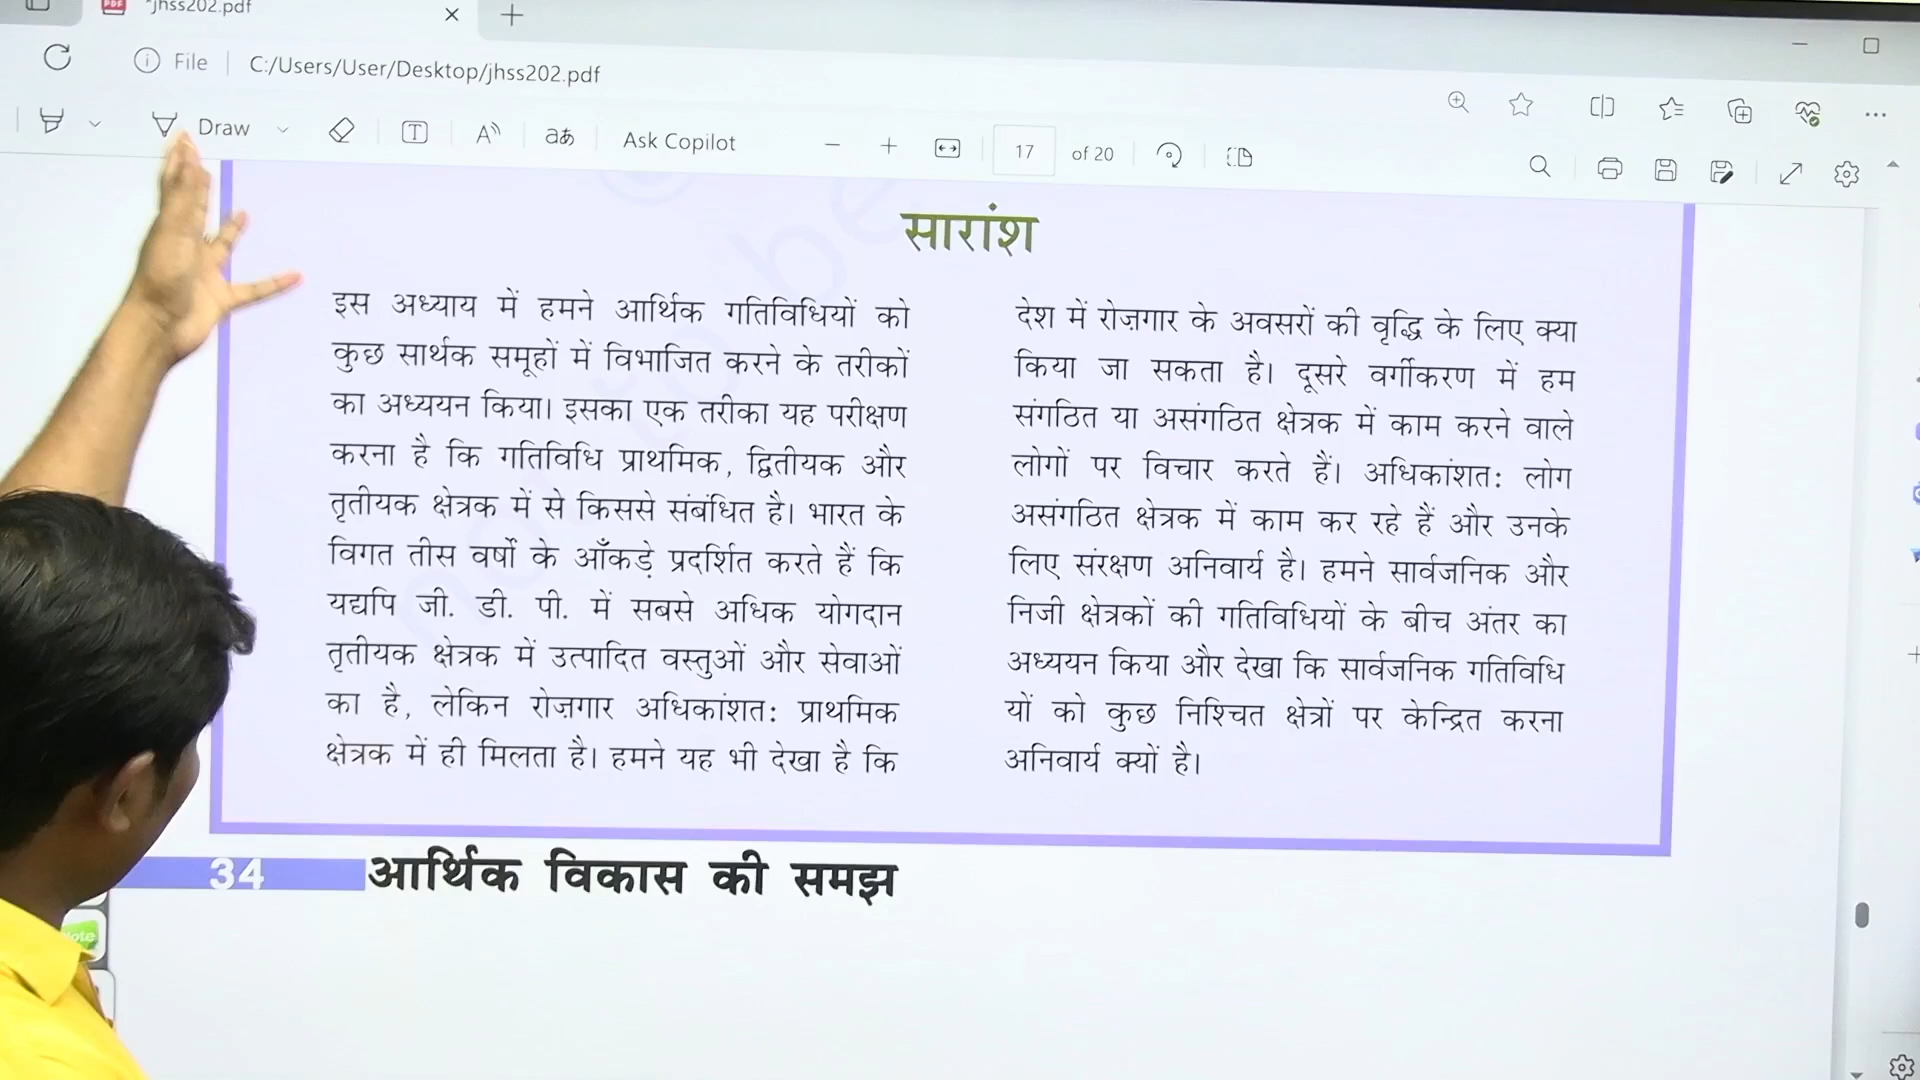 jhss202.pdf
File
C:/Users/User/Desktop/jhss202.pdf
Draw
aあ
Ask Copilot
17 of 20
सारांश
इस अध्याय में हमने आर्थिक गतिविधियों को
कुछ सार्थक समूहों में विभाजित करने के तरीकों
का अध्ययन किया। इसका एक तरीका यह परीक्षण
करना है कि गतिविधि प्राथमिक, द्वितीयक और
तृतीयक क्षेत्रक में से किससे संबंधित है। भारत के
विगत तीस वर्षों के आँकड़े प्रदर्शित करते हैं कि
यद्यपि जी. डी. पी. में सबसे अधिक योगदान
तृतीयक क्षेत्रक में उत्पादित वस्तुओं और सेवाओं
का है, लेकिन रोज़गार अधिकांशतः प्राथमिक
क्षेत्रक में ही मिलता है। हमने यह भी देखा है कि
देश में रोज़गार के अवसरों की वृद्धि के लिए क्या
किया जा सकता है। दूसरे वर्गीकरण में हम
संगठित या असंगठित क्षेत्रक में काम करने वाले
लोगों पर विचार करते हैं। अधिकांशतः लोग
असंगठित क्षेत्रक में काम कर रहे हैं और उनके
लिए संरक्षण अनिवार्य है। हमने सार्वजनिक और
निजी क्षेत्रकों की गतिविधियों के बीच अंतर का
अध्ययन किया और देखा कि सार्वजनिक गतिविधि
यों को कुछ निश्चित क्षेत्रों पर केन्द्रित करना
अनिवार्य क्यों है।
34 आर्थिक विकास की समझ